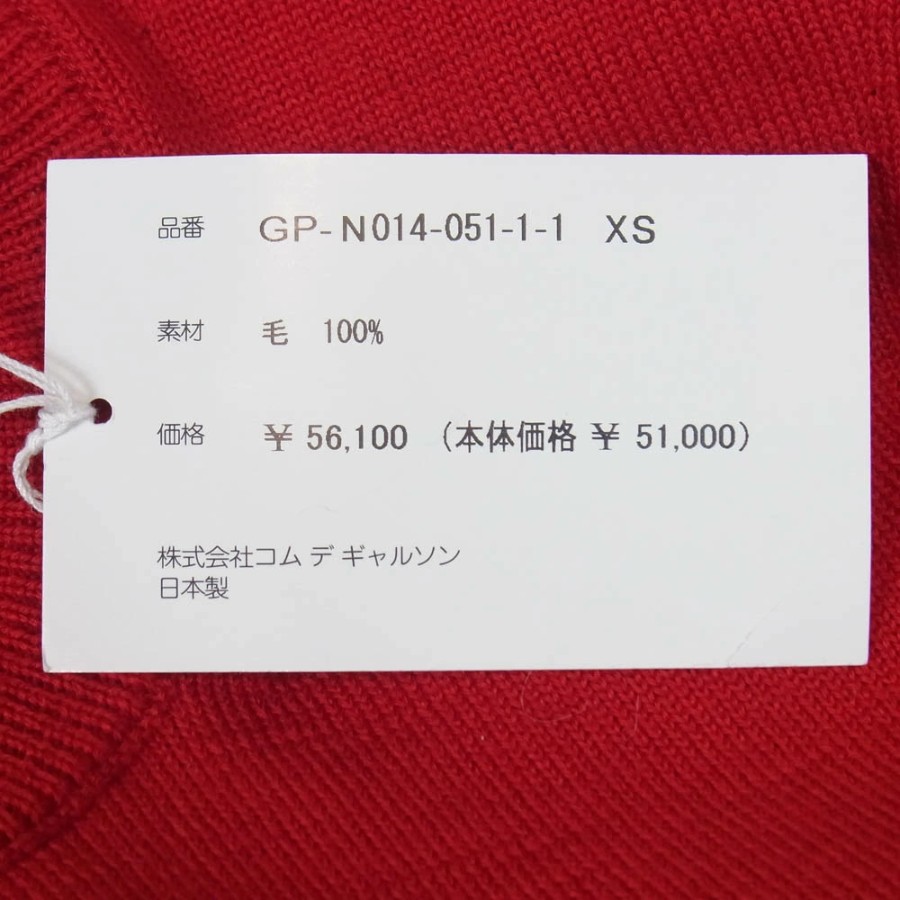 品番 GP-N014-051-1-1 XS
素材 毛 100%
価格 ¥ 56,100 (本体価格 ¥ 51,000)
株式会社コム デ ギャルソン
日本製